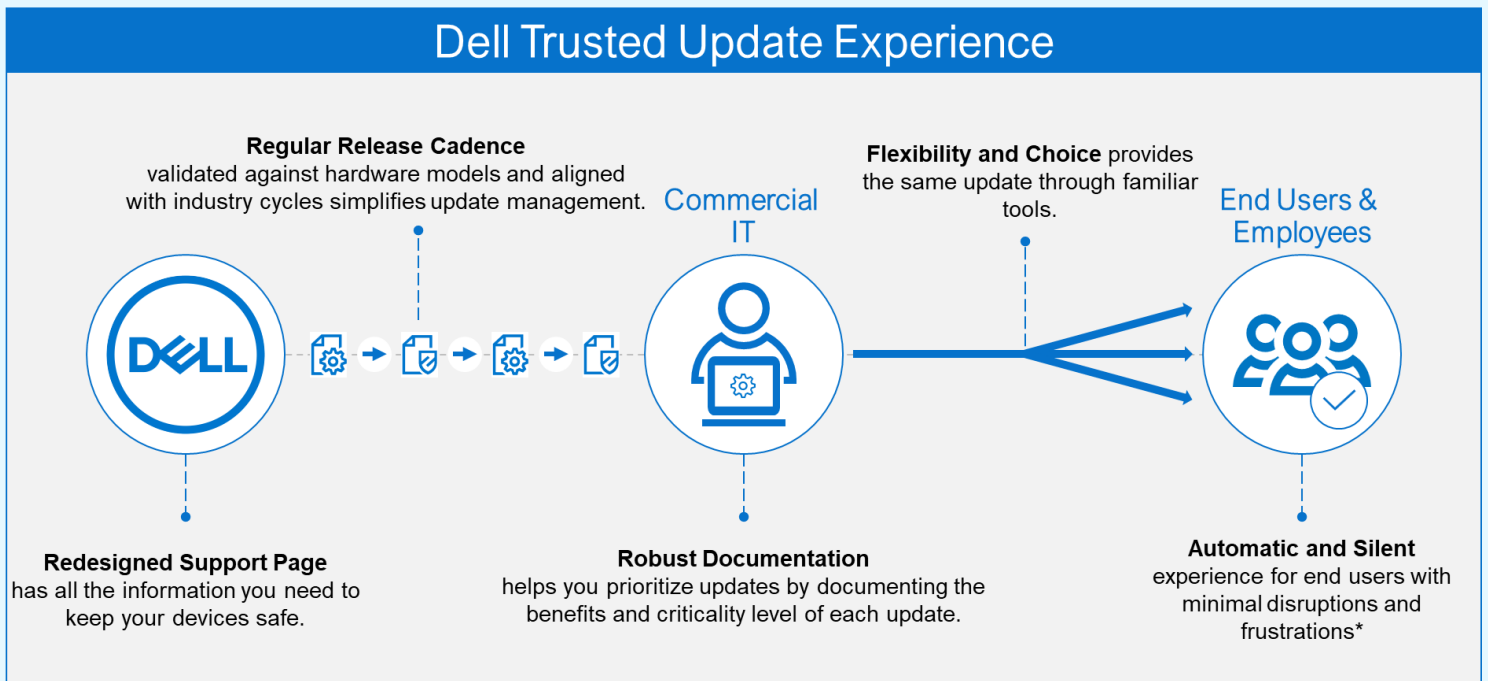 Dell Trusted Update Experience
Regular Release Cadence
validated against hardware models and aligned
with industry cycles simplifies update management.
Commercial
IT
Flexibility and Choice provides
the same update through familiar
tools.
End Users &
Employees
DELL
Redesigned Support Page
has all the information you need to
keep your devices safe.
Robust Documentation
helps you prioritize updates by documenting the
benefits and criticality level of each update.
Automatic and Silent
experience for end users with
minimal disruptions and
frustrations*